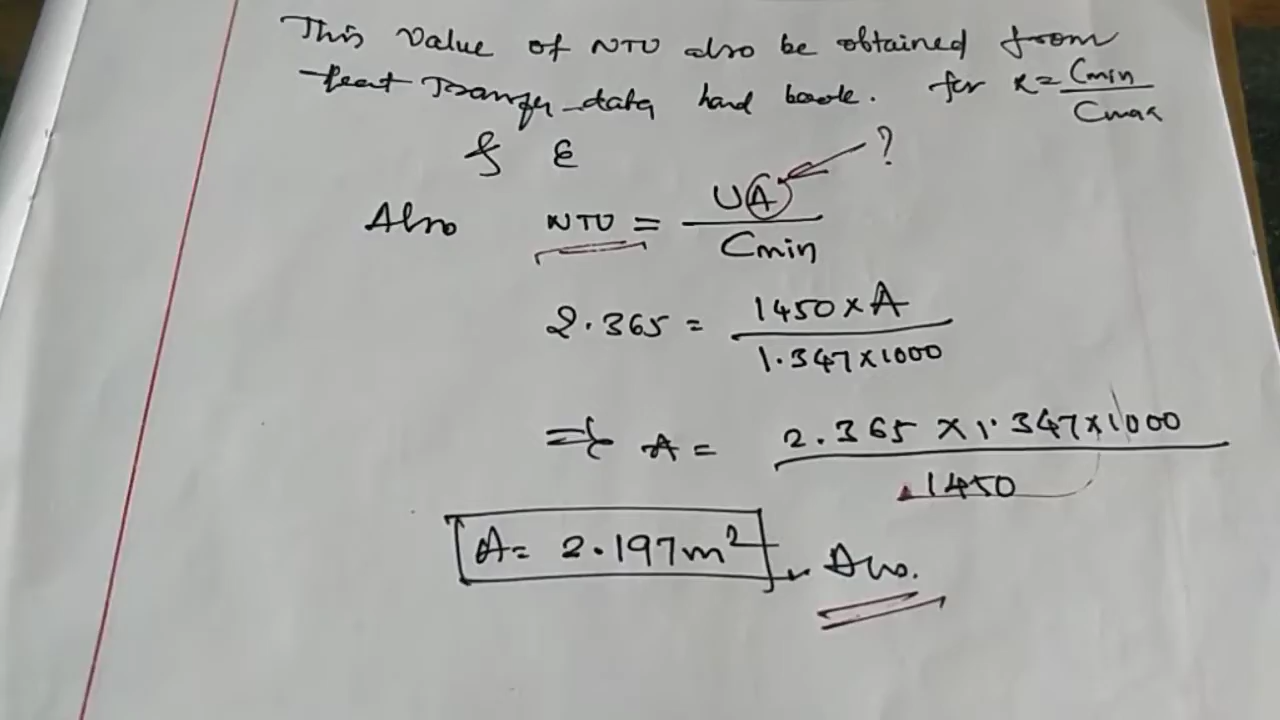 This Value of NTU also be obtained from
Heat Transfer data hand book. for x = Cmin / Cmax
& ε
?
Also NTU = UA / Cmin
2.365 = 1450 x A / 1.347 x 1000
⇒ A = 2.365 x 1.347 x 1000 / 1450
A = 2.197 m² Ans.